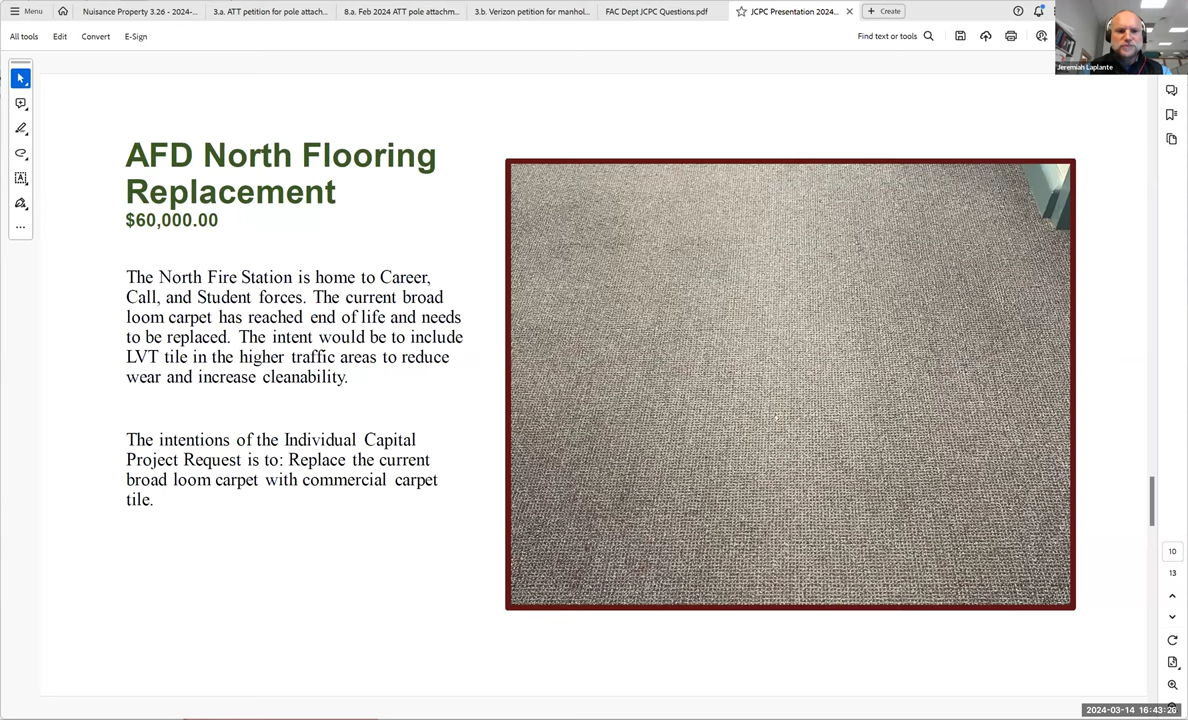 Menu
Nuisance Property 3.26 - 2024-...
3.a. ATT petition for pole attach...
8.a. Feb 2024 ATT pole attachm...
3.b. Verizon petition for manhol...
FAC Dept JCPC Questions.pdf
JCPC Presentation 2024...
Create
All tools
Edit
Convert
E-Sign
Find text or tools
Jeremiah Laplante
AFD North Flooring
Replacement
$60,000.00
The North Fire Station is home to Career,
Call, and Student forces. The current broad
loom carpet has reached end of life and needs
to be replaced. The intent would be to include
LVT tile in the higher traffic areas to reduce
wear and increase cleanability.
The intentions of the Individual Capital
Project Request is to: Replace the current
broad loom carpet with commercial carpet
tile.
10
13
2024-03-14 16:43:26